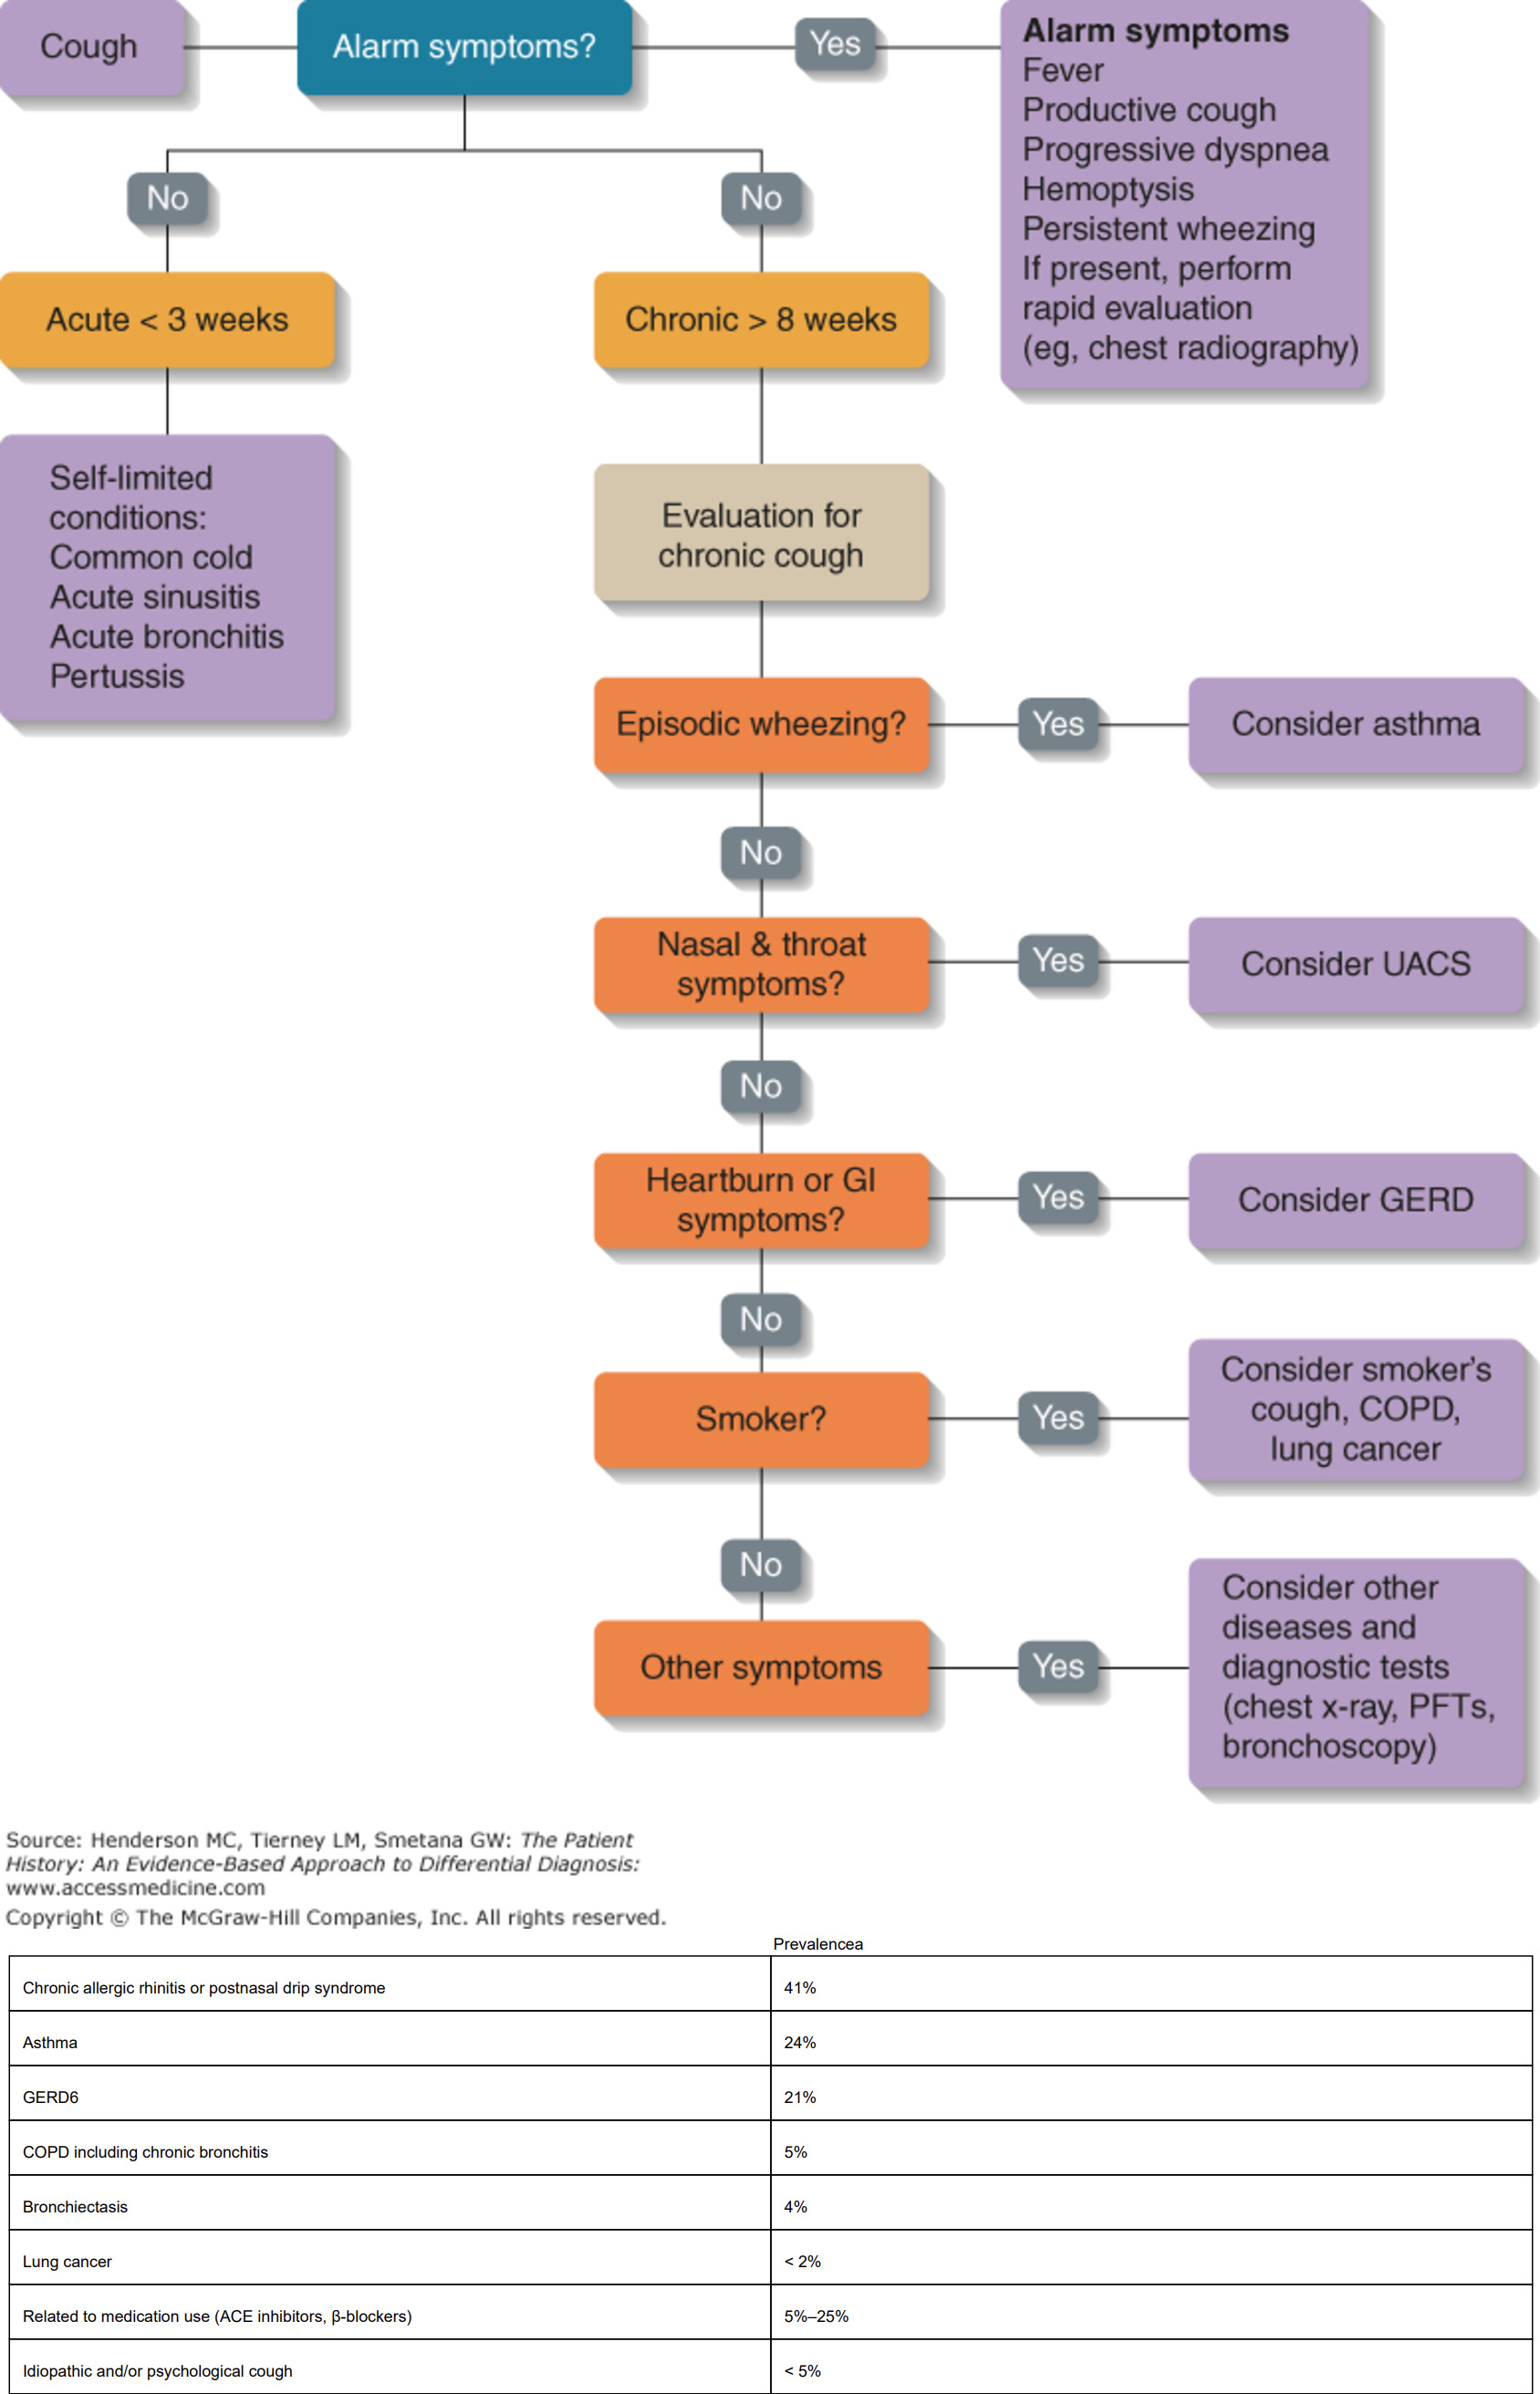 Cough
Alarm symptoms?
Yes
Alarm symptoms
Fever
Productive cough
Progressive dyspnea
Hemoptysis
Persistent wheezing
If present, perform
rapid evaluation
(eg, chest radiography)
No
No
Acute < 3 weeks
Chronic > 8 weeks
Self-limited
conditions:
Common cold
Acute sinusitis
Acute bronchitis
Pertussis
Evaluation for
chronic cough
Episodic wheezing?
Yes
Consider asthma
No
Nasal & throat
symptoms?
Yes
Consider UACS
No
Heartburn or GI
symptoms?
Yes
Consider GERD
No
Smoker?
Yes
Consider smoker's
cough, COPD,
lung cancer
No
Other symptoms
Yes
Consider other
diseases and
diagnostic tests
(chest x-ray, PFTs,
bronchoscopy)
Source: Henderson MC, Tierney LM, Smetana GW: The Patient
History: An Evidence-Based Approach to Differential Diagnosis:
www.accessmedicine.com
Copyright © The McGraw-Hill Companies, Inc. All rights reserved.
Prevalencea
Chronic allergic rhinitis or postnasal drip syndrome 41%
Asthma 24%
GERD6 21%
COPD including chronic bronchitis 5%
Bronchiectasis 4%
Lung cancer < 2%
Related to medication use (ACE inhibitors, β-blockers) 5%–25%
Idiopathic and/or psychological cough < 5%